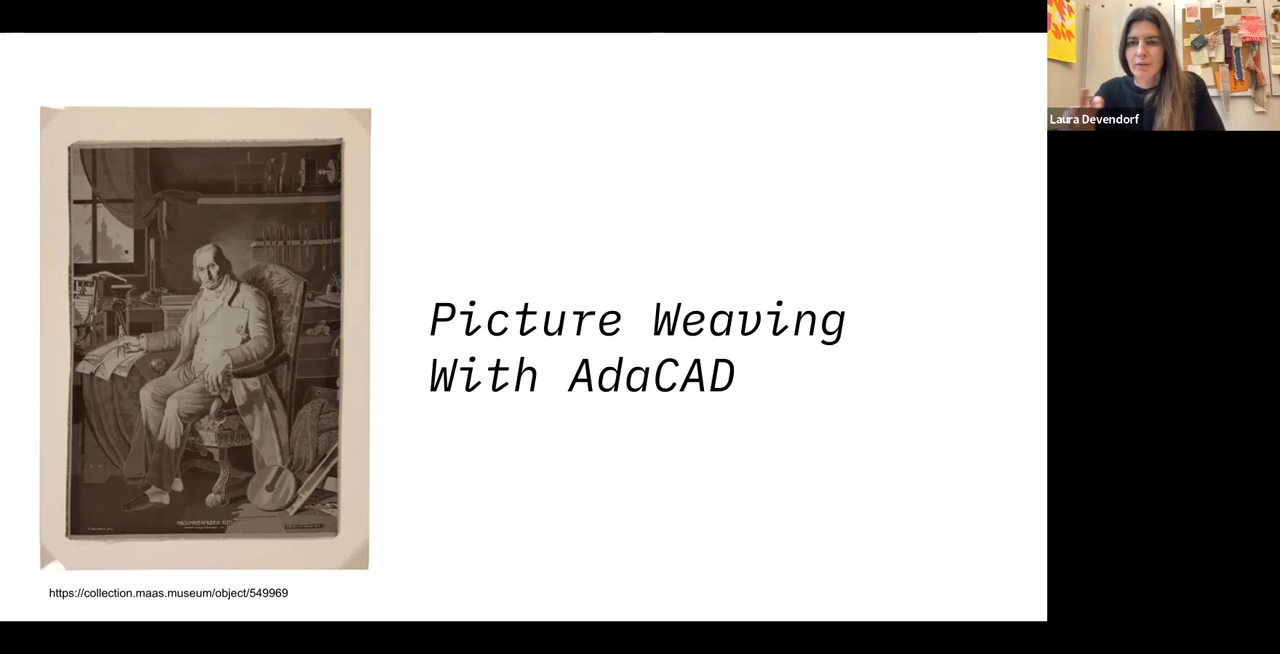 Laura Devendorf
Picture Weaving
With AdaCAD
https://collection.maas.museum/object/549969